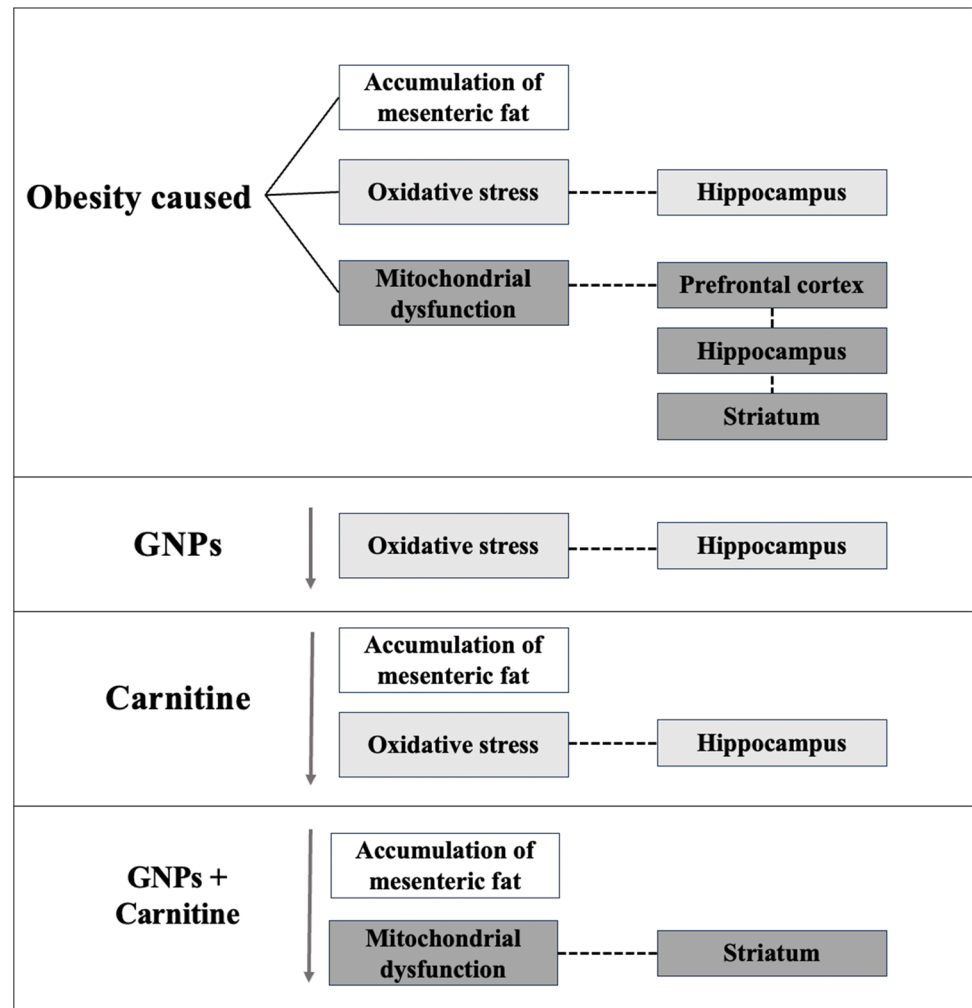 Accumulation of
mesenteric fat
Obesity caused
Oxidative stress
Hippocampus
Mitochondrial
dysfunction
Prefrontal cortex
Hippocampus
Striatum
GNPs
Oxidative stress
Hippocampus
Carnitine
Accumulation of
mesenteric fat
Oxidative stress
Hippocampus
GNPs +
Carnitine
Accumulation of
mesenteric fat
Mitochondrial
dysfunction
Striatum